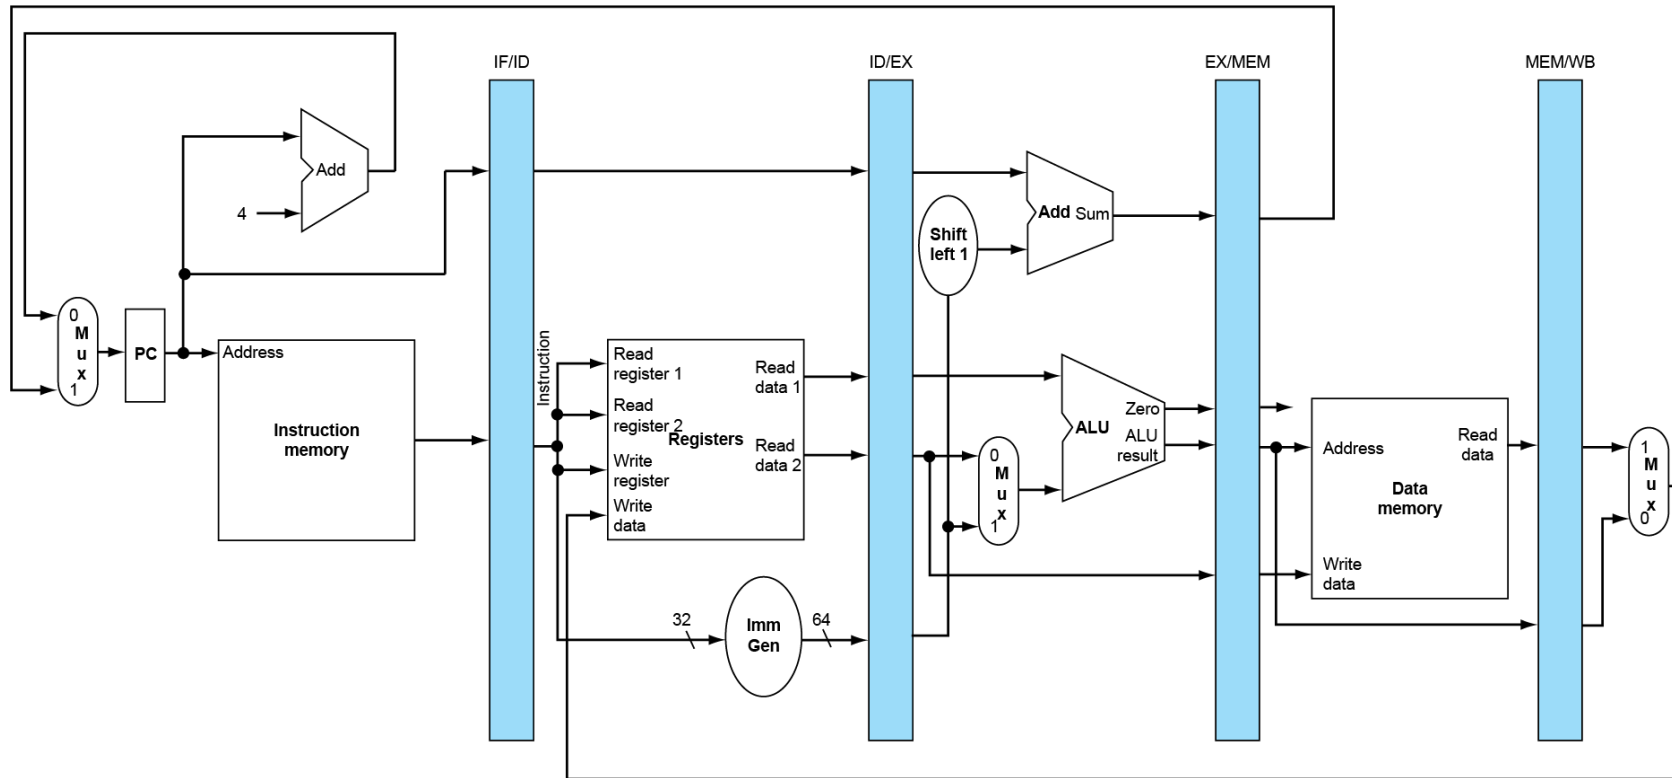 IF/ID
ID/EX
EX/MEM
MEM/WB
Add
4
0
M
u
x
1
PC
Address
Instruction
memory
Instruction
Read
register 1
Read
register 2
Write
register
Write
data
Registers
Read
data 1
Read
data 2
32
Imm
Gen
64
Shift
left 1
Add Sum
0
M
u
x
1
ALU
Zero
ALU
result
Address
Write
data
Data
memory
Read
data
1
M
u
x
0